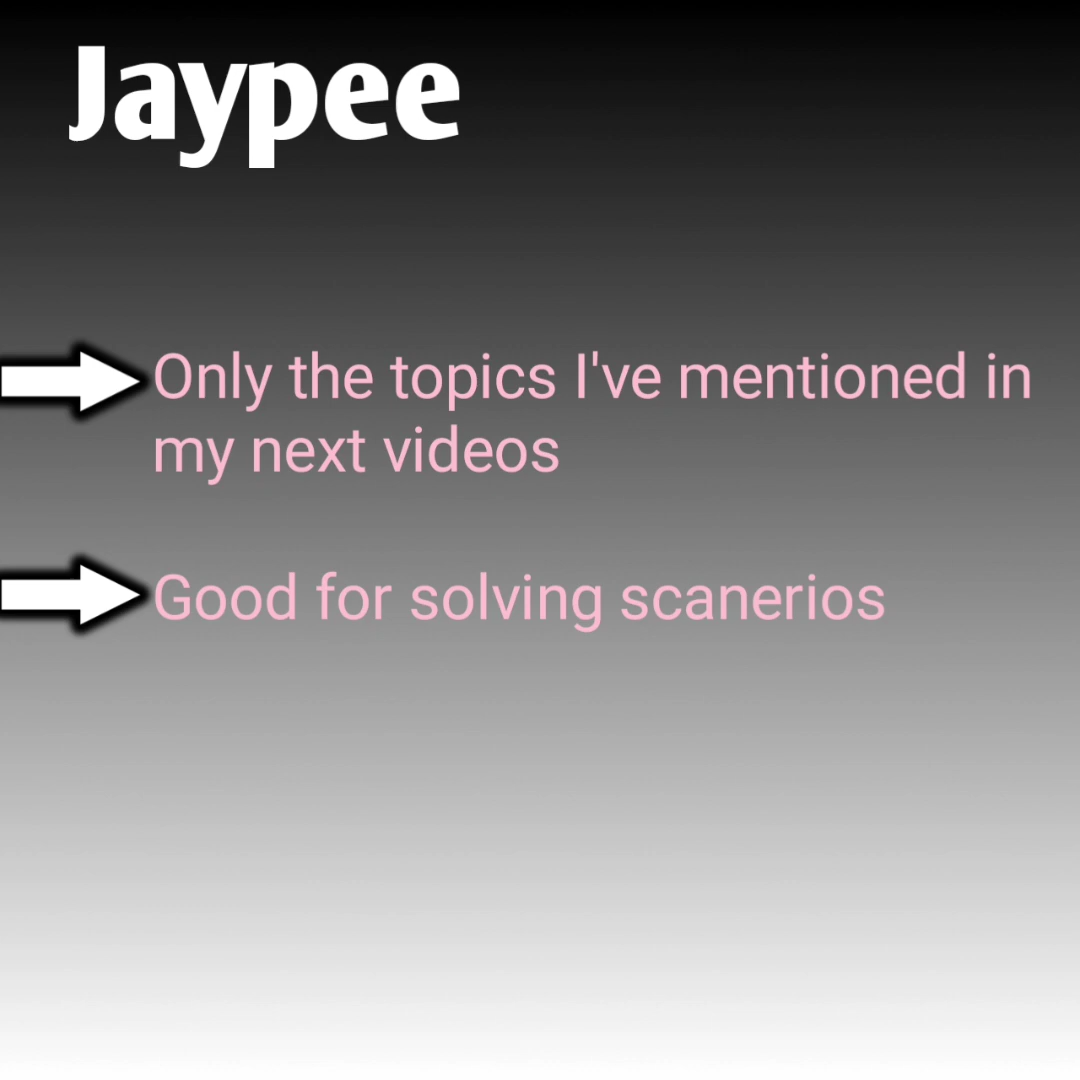 Jaypee
Only the topics I've mentioned in
my next videos
Good for solving scanerios